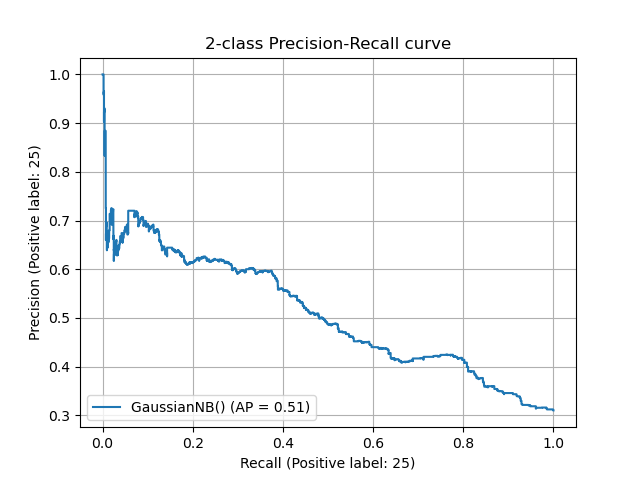 2-class Precision-Recall curve
1.0
0.9
0.8
0.7
0.6
0.5
0.4
0.3
Precision (Positive label: 25)
GaussianNB() (AP = 0.51)
0.0 0.2 0.4 0.6 0.8 1.0
Recall (Positive label: 25)